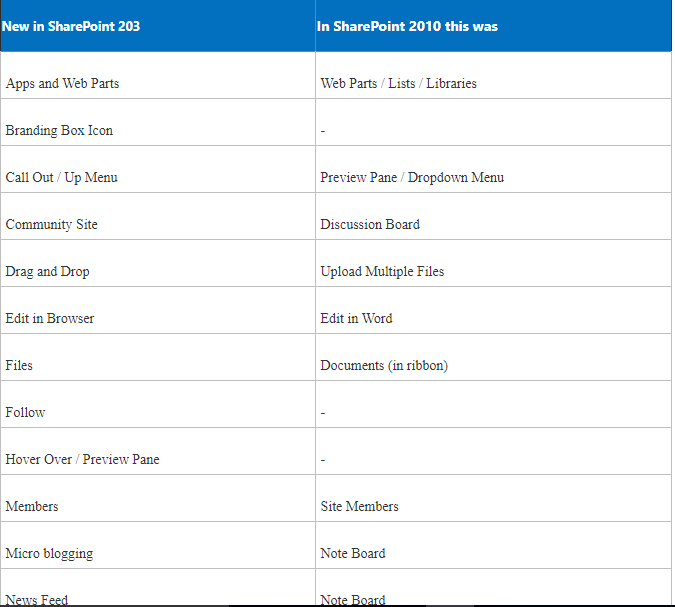 New in SharePoint 203 In SharePoint 2010 this was
Apps and Web Parts Web Parts / Lists / Libraries
Branding Box Icon -
Call Out / Up Menu Preview Pane / Dropdown Menu
Community Site Discussion Board
Drag and Drop Upload Multiple Files
Edit in Browser Edit in Word
Files Documents (in ribbon)
Follow -
Hover Over / Preview Pane -
Members Site Members
Micro blogging Note Board
News Feed Note Board